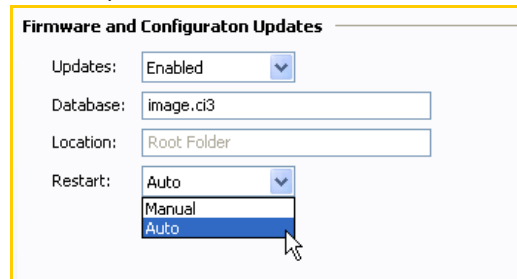 Firmware and Configuraton Updates
Updates: Enabled
Database: image.ci3
Location: Root Folder
Restart: Auto
Manual
Auto